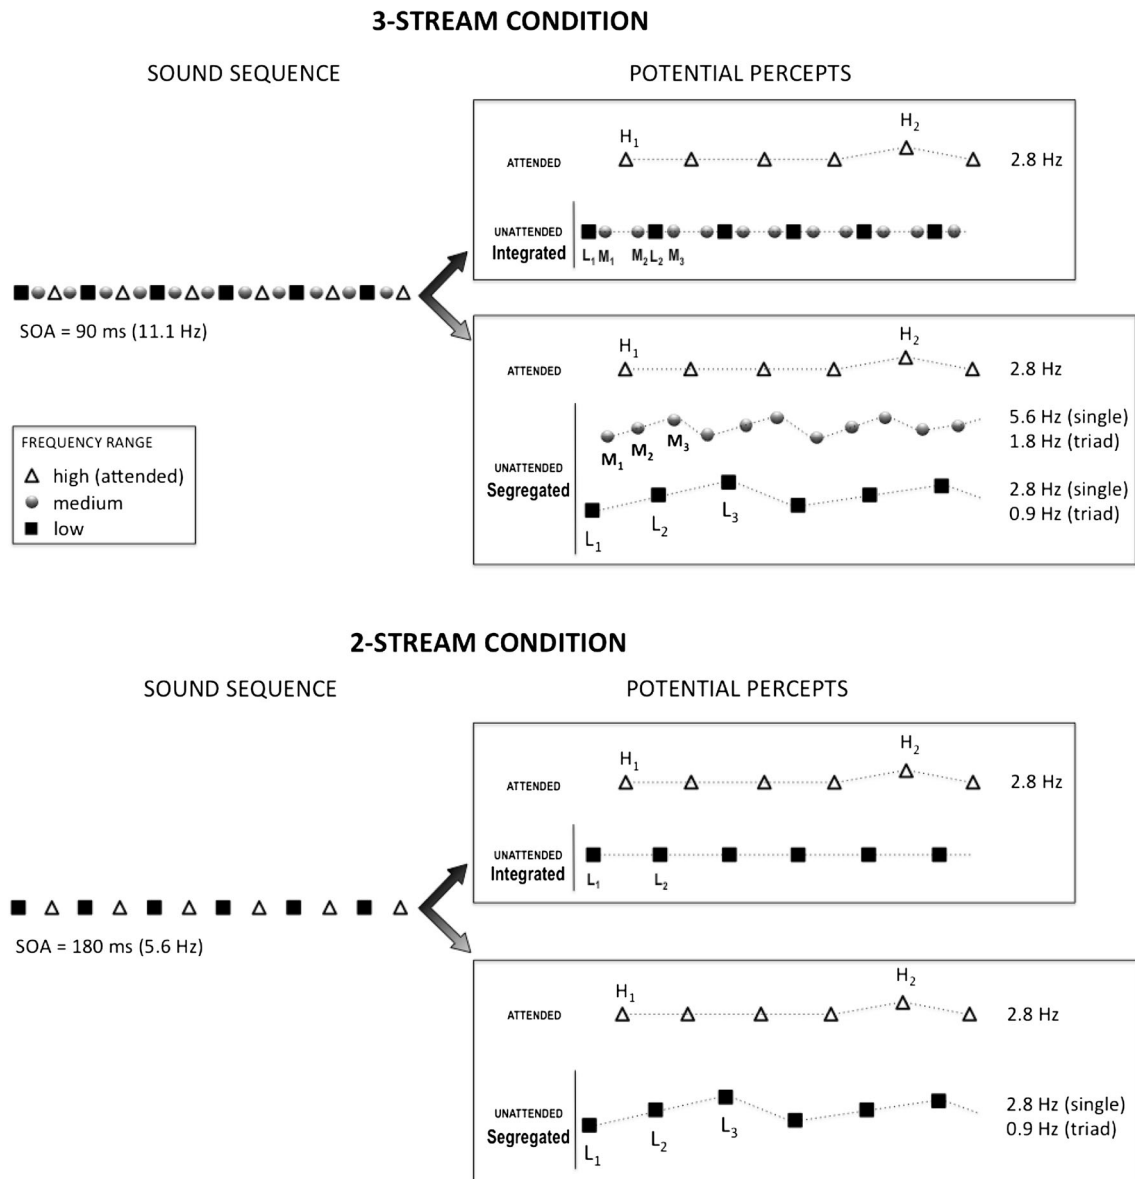 3-STREAM CONDITION
SOUND SEQUENCE
POTENTIAL PERCEPTS
H1
H2
ATTENDED
2.8 Hz
UNATTENDED
Integrated
L1 M1 M2 L2 M3
SOA = 90 ms (11.1 Hz)
H1
H2
ATTENDED
2.8 Hz
5.6 Hz (single)
1.8 Hz (triad)
M1 M2 M3
UNATTENDED
Segregated
2.8 Hz (single)
0.9 Hz (triad)
L1 L2 L3
FREQUENCY RANGE
high (attended)
medium
low
2-STREAM CONDITION
SOUND SEQUENCE
POTENTIAL PERCEPTS
H1
H2
ATTENDED
2.8 Hz
UNATTENDED
Integrated
L1 L2
SOA = 180 ms (5.6 Hz)
H1
H2
ATTENDED
2.8 Hz
UNATTENDED
Segregated
2.8 Hz (single)
0.9 Hz (triad)
L1 L2 L3